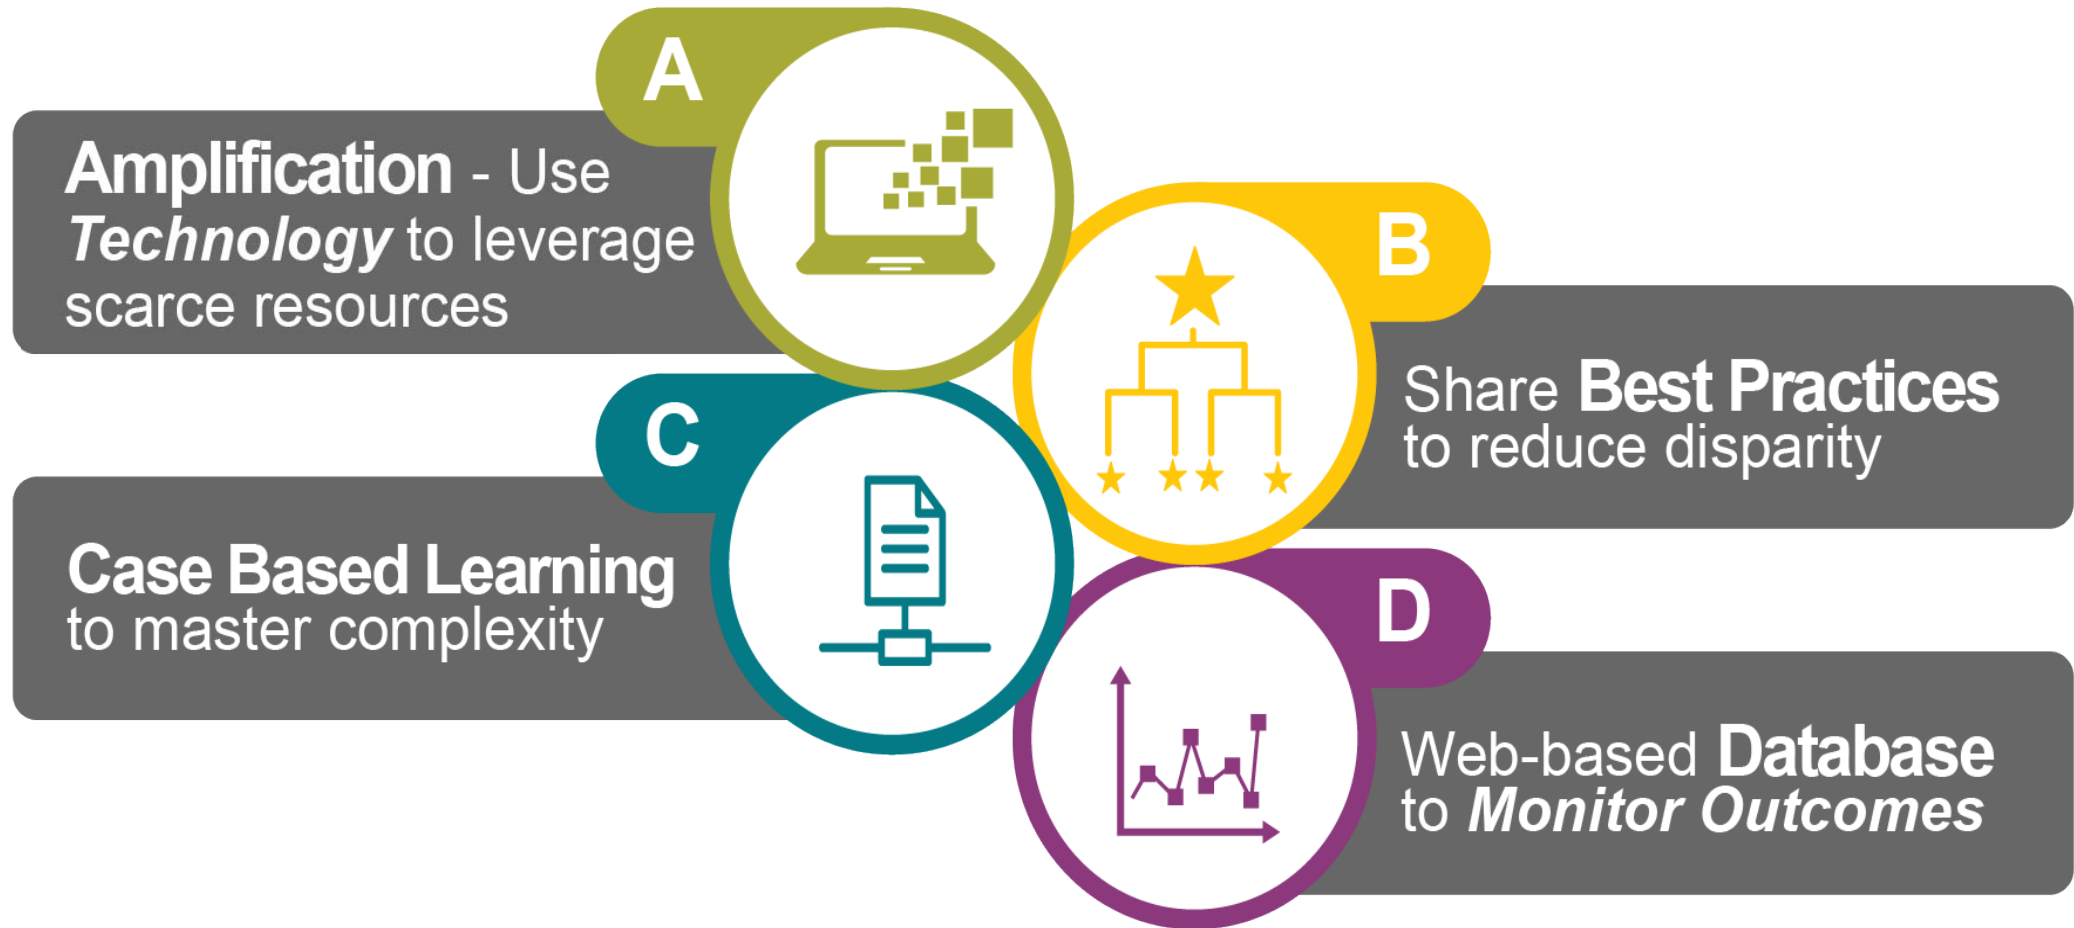 A
Amplification - Use
Technology to leverage
scarce resources
B
Share Best Practices
to reduce disparity
C
Case Based Learning
to master complexity
D
Web-based Database
to Monitor Outcomes